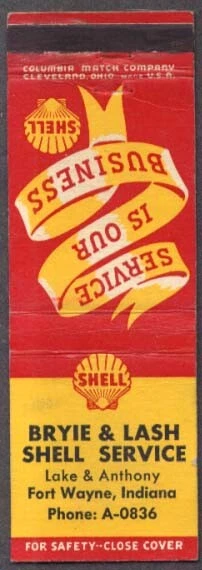 COLUMBIA MATCH COMPANY
CLEVELAND, OHIO MADE U.S.A.
SHELL
SERVICE
IS OUR
BUSINESS
SHELL
BRYIE & LASH
SHELL SERVICE
Lake & Anthony
Fort Wayne, Indiana
Phone: A-0836
FOR SAFETY--CLOSE COVER